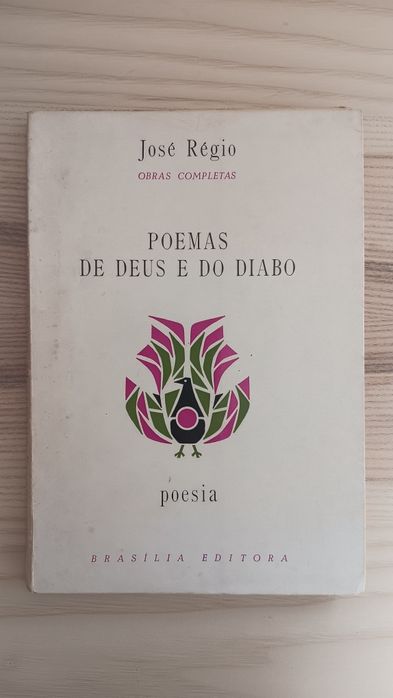 José Régio
OBRAS COMPLETAS
POEMAS
DE DEUS E DO DIABO
poesia
BRASÍLIA EDITORA